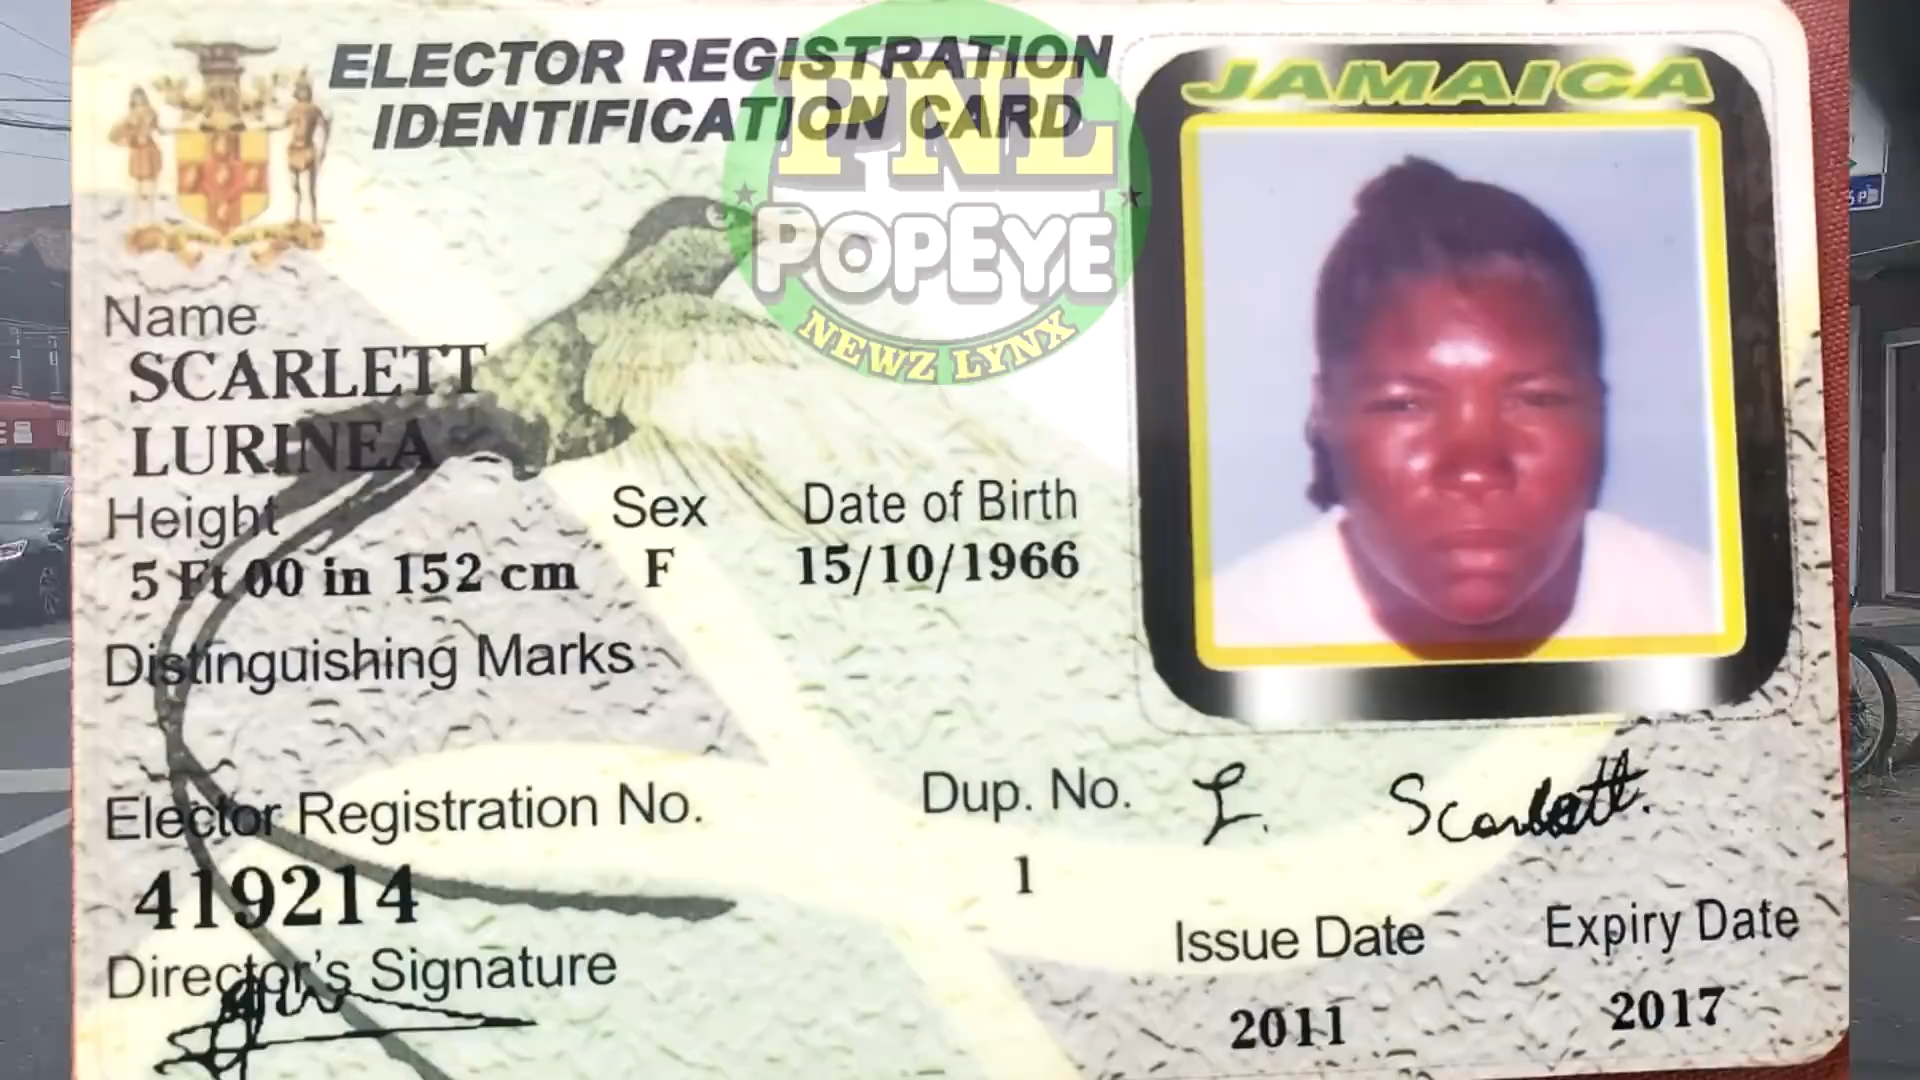 ELECTOR REGISTRATION
IDENTIFICATION CARD
JAMAICA
PNL
POPEYE
NEWZ LYNX
Name
SCARLETT
LURINEA
Height
5 Ft 00 in 152 cm
Sex
F
Date of Birth
15/10/1966
Distinguishing Marks
Elector Registration No.
419214
Dup. No.
1
L. Scarlett.
Director's Signature
Issue Date
2011
Expiry Date
2017